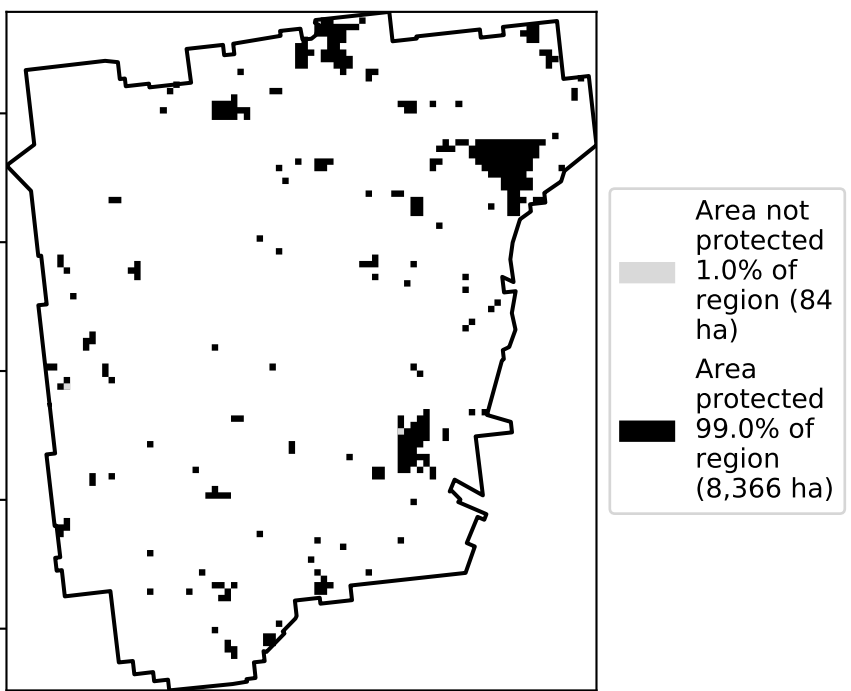 Area not
protected
1.0% of
region (84
ha)
Area
protected
99.0% of
region
(8,366 ha)